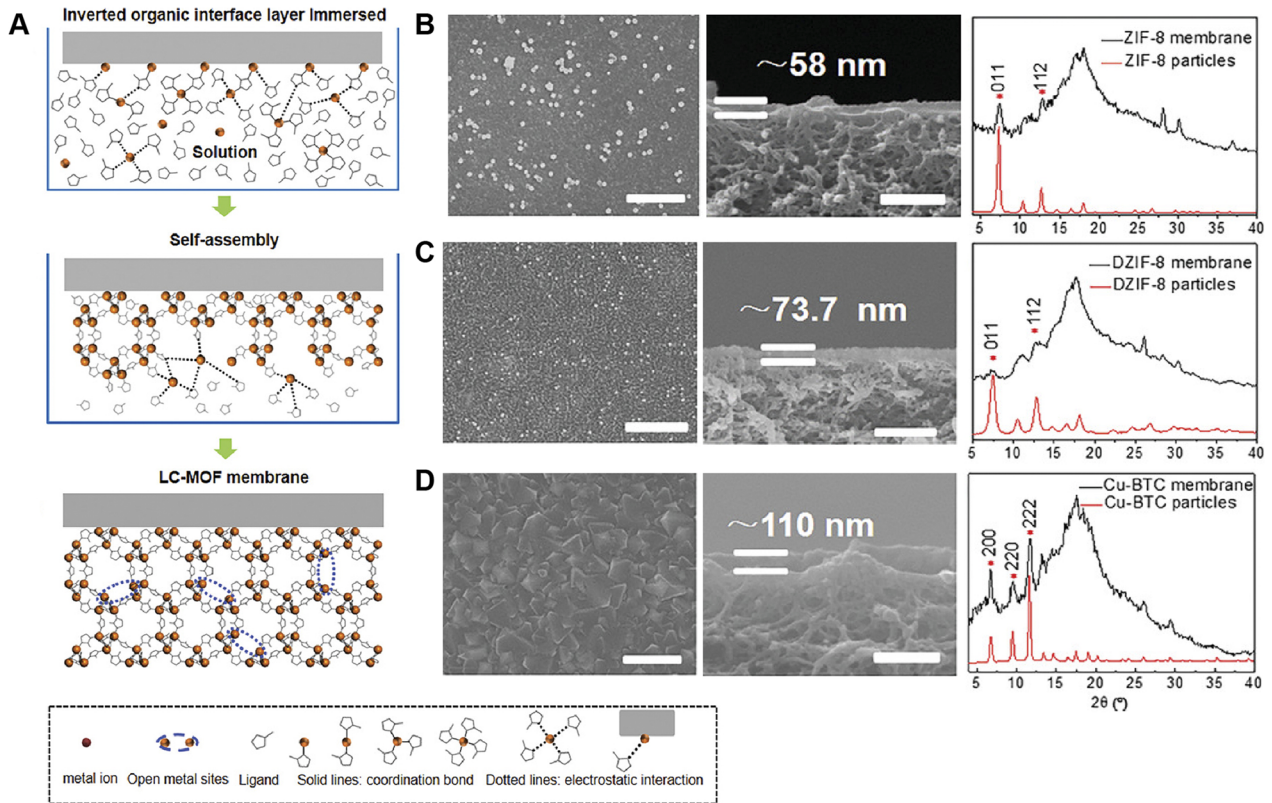 A
Inverted organic interface layer Immersed
Solution
Self-assembly
LC-MOF membrane
B
~58 nm
ZIF-8 membrane
ZIF-8 particles
011
112
5 10 15 20 25 30 35 40
C
~73.7 nm
DZIF-8 membrane
DZIF-8 particles
011
112
5 10 15 20 25 30 35 40
D
~110 nm
Cu-BTC membrane
Cu-BTC particles
200
220
222
5 10 15 20 25 30 35 40
2θ (°)
metal ion
Open metal sites
Ligand
Solid lines: coordination bond
Dotted lines: electrostatic interaction